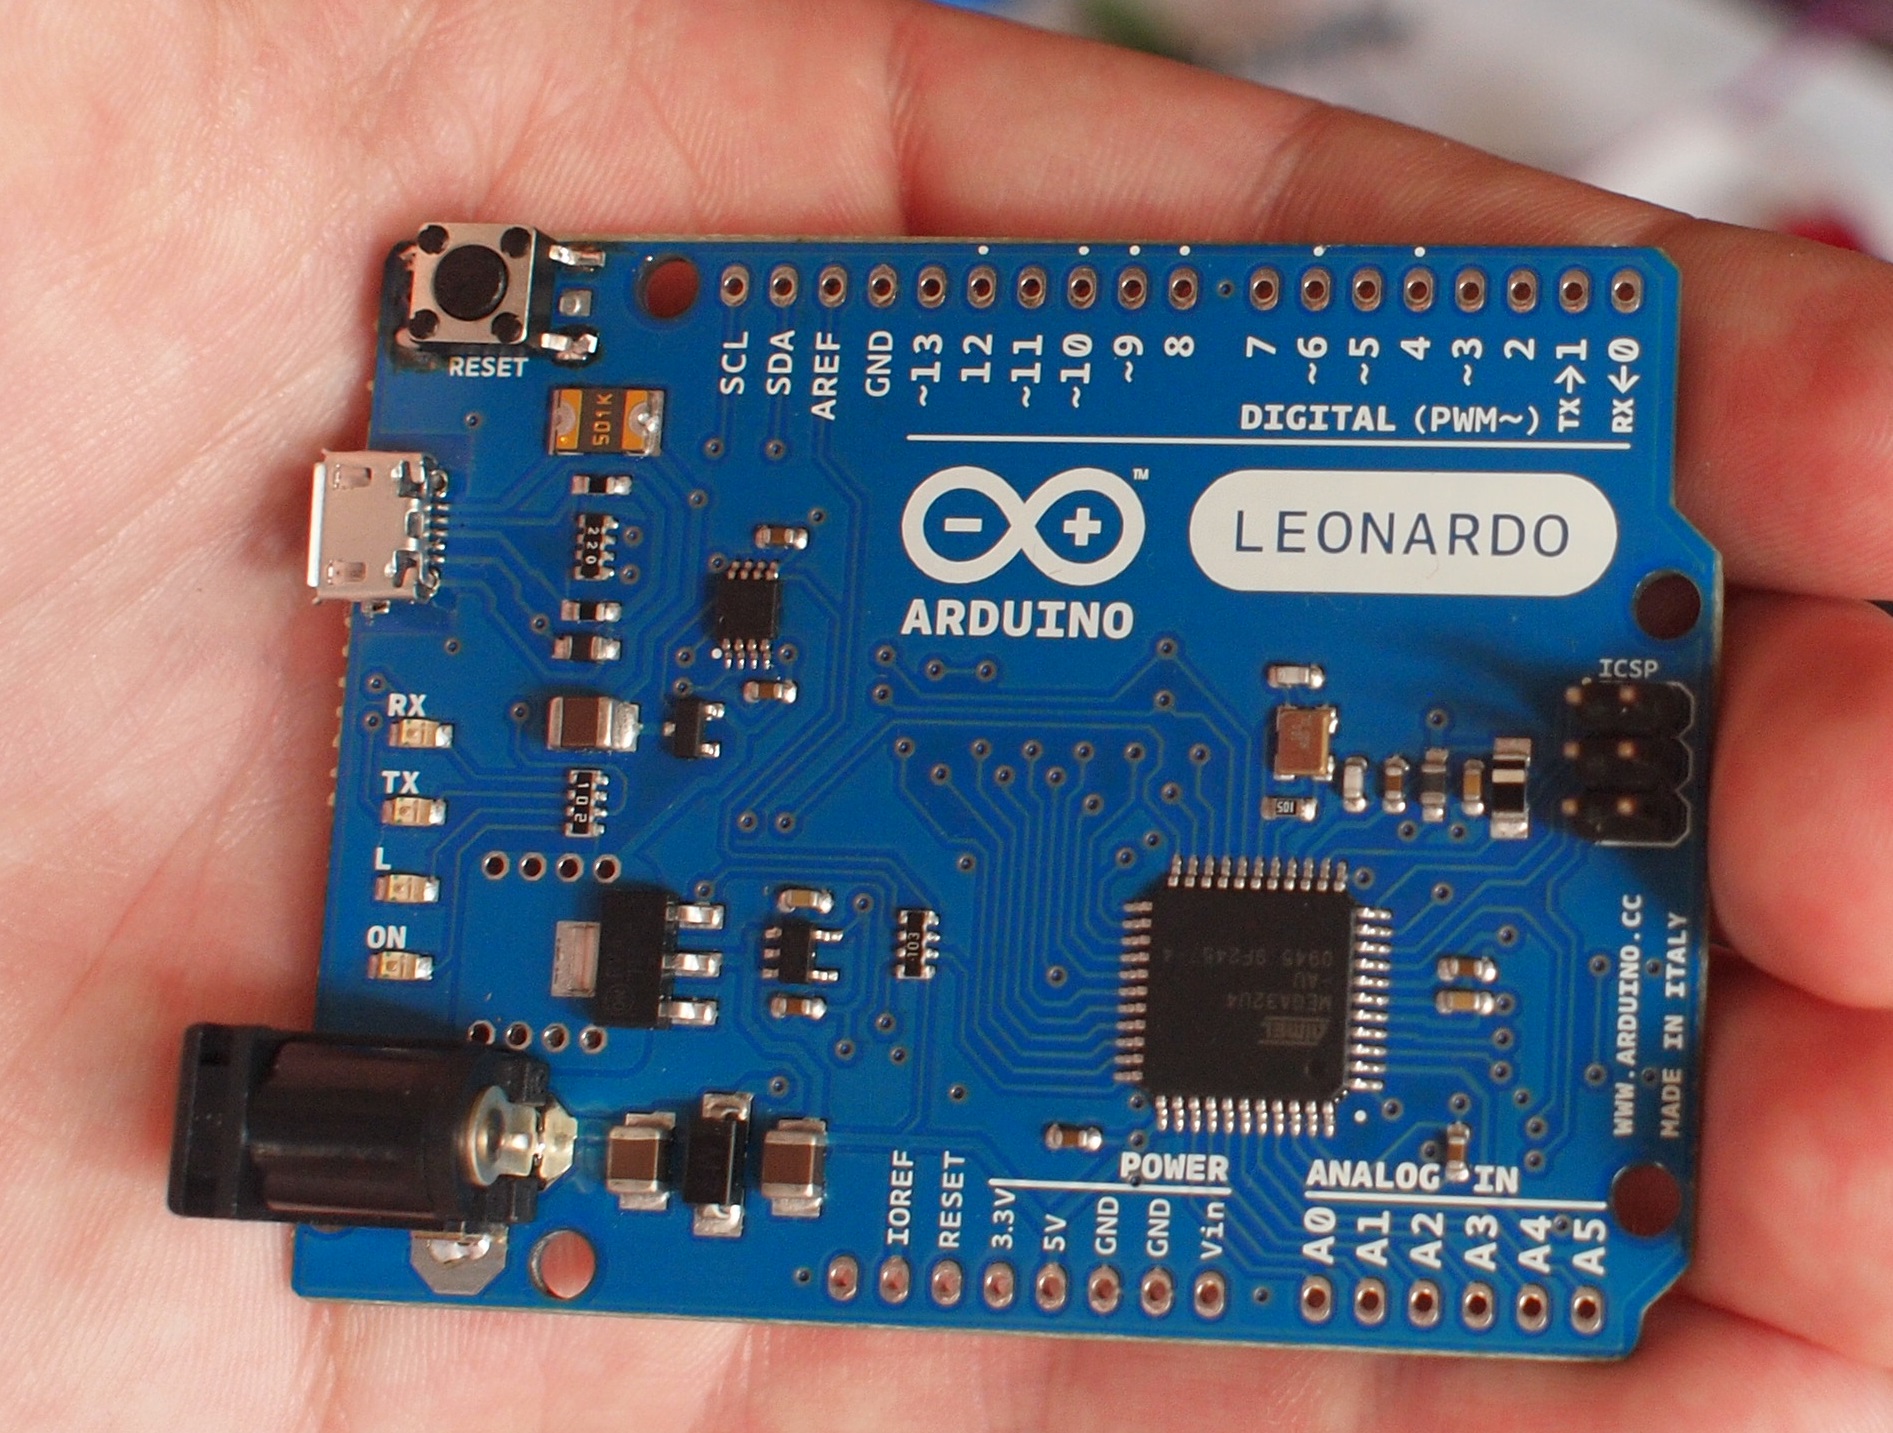 RESET
SCL
SDA
AREF
GND
~13
12
~11
~10
~9
8
7
~6
~5
4
~3
2
TX→1
RX←0
DIGITAL (PWM~)
501K
220
™
LEONARDO
ARDUINO
ICSP
RX
TX
L
ON
102
103
105
MEGA32U4
-AU
ATMEL
WWW.ARDUINO.CC
MADE IN ITALY
POWER
ANALOG IN
IOREF
RESET
3.3V
5V
GND
GND
Vin
A0
A1
A2
A3
A4
A5